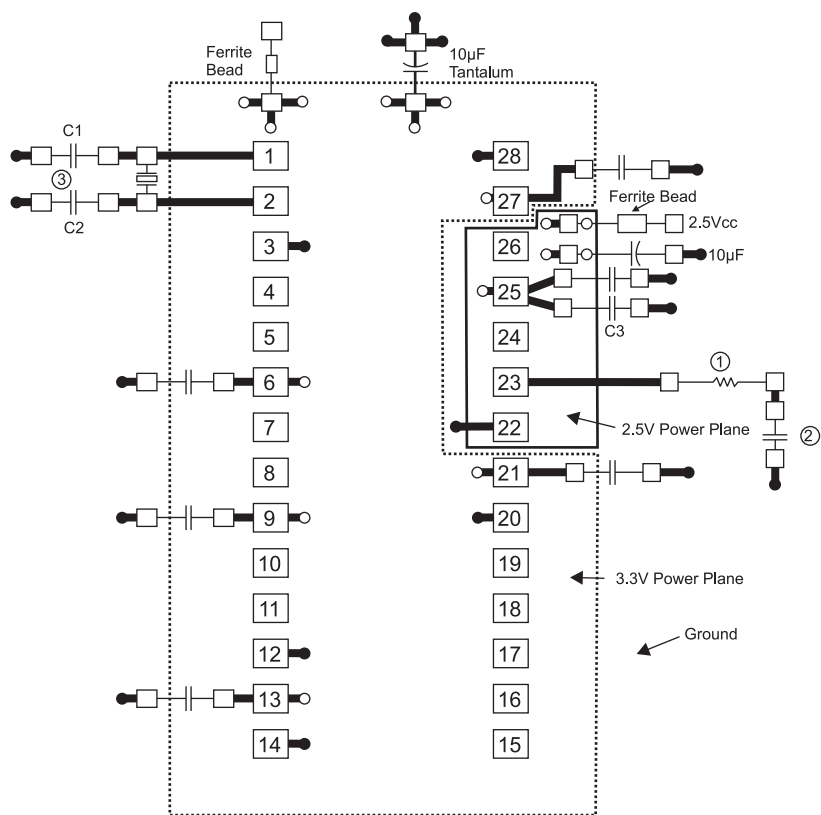 Ferrite
Bead
10µF
Tantalum
C1
③
C2
1
28
2
27
Ferrite Bead
2.5Vcc
3
26
10µF
4
25
C3
5
24
6
23
①
7
22
2.5V Power Plane
②
8
21
9
20
10
19
3.3V Power Plane
11
18
Ground
12
17
13
16
14
15